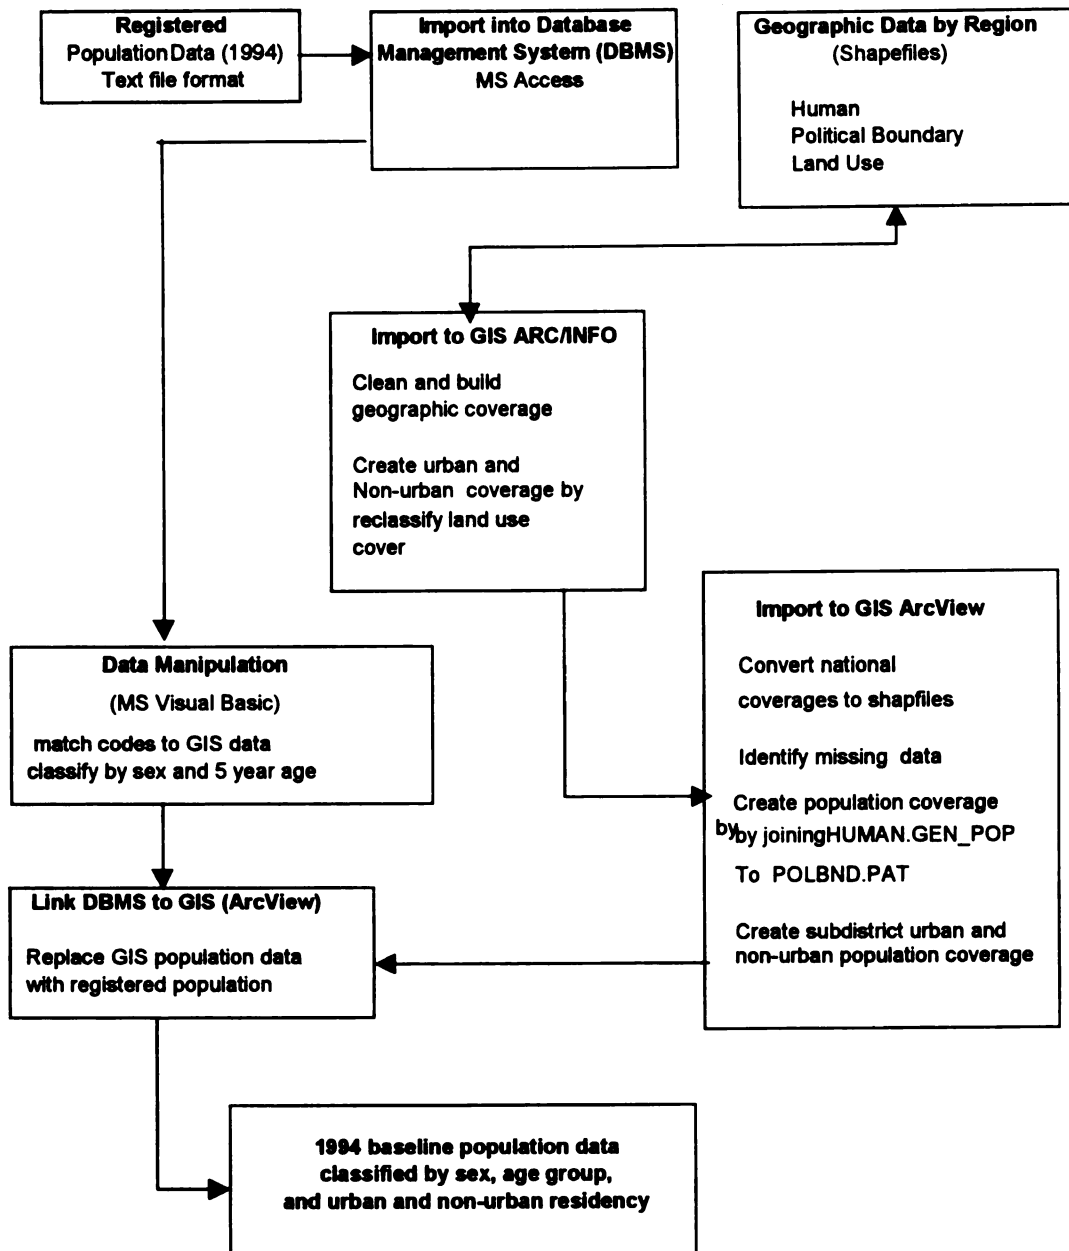 Registered
Population Data (1994)
Text file format
Import into Database
Management System (DBMS)
MS Access
Geographic Data by Region
(Shapefiles)
Human
Political Boundary
Land Use
Import to GIS ARC/INFO
Clean and build
geographic coverage
Create urban and
Non-urban coverage by
reclassify land use
cover
Import to GIS ArcView
Convert national
coverages to shapfiles
Identify missing data
Create population coverage
by
by joiningHUMAN.GEN_POP
To POLBND.PAT
Create subdistrict urban and
non-urban population coverage
Data Manipulation
(MS Visual Basic)
match codes to GIS data
classify by sex and 5 year age
Link DBMS to GIS (ArcView)
Replace GIS population data
with registered population
1994 baseline population data
classified by sex, age group,
and urban and non-urban residency